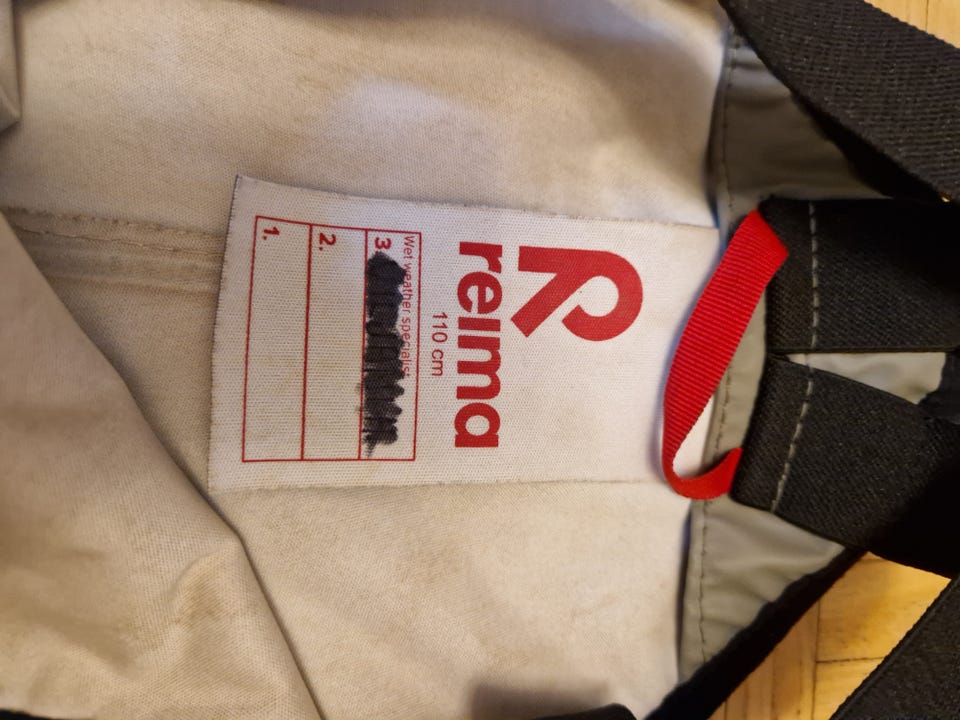 reima
110 cm
Wet weather specialist
3.
2.
1.